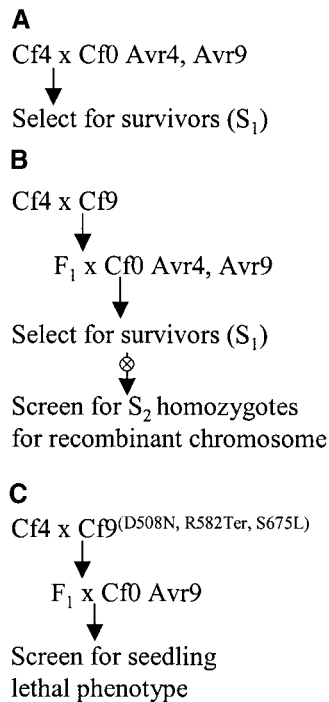 A
Cf4 x Cf0 Avr4, Avr9
Select for survivors (S₁)
B
Cf4 x Cf9
F₁ x Cf0 Avr4, Avr9
Select for survivors (S₁)
Screen for S₂ homozygotes
for recombinant chromosome
C
Cf4 x Cf9(D508N, R582Ter, S675L)
F₁ x Cf0 Avr9
Screen for seedling
lethal phenotype